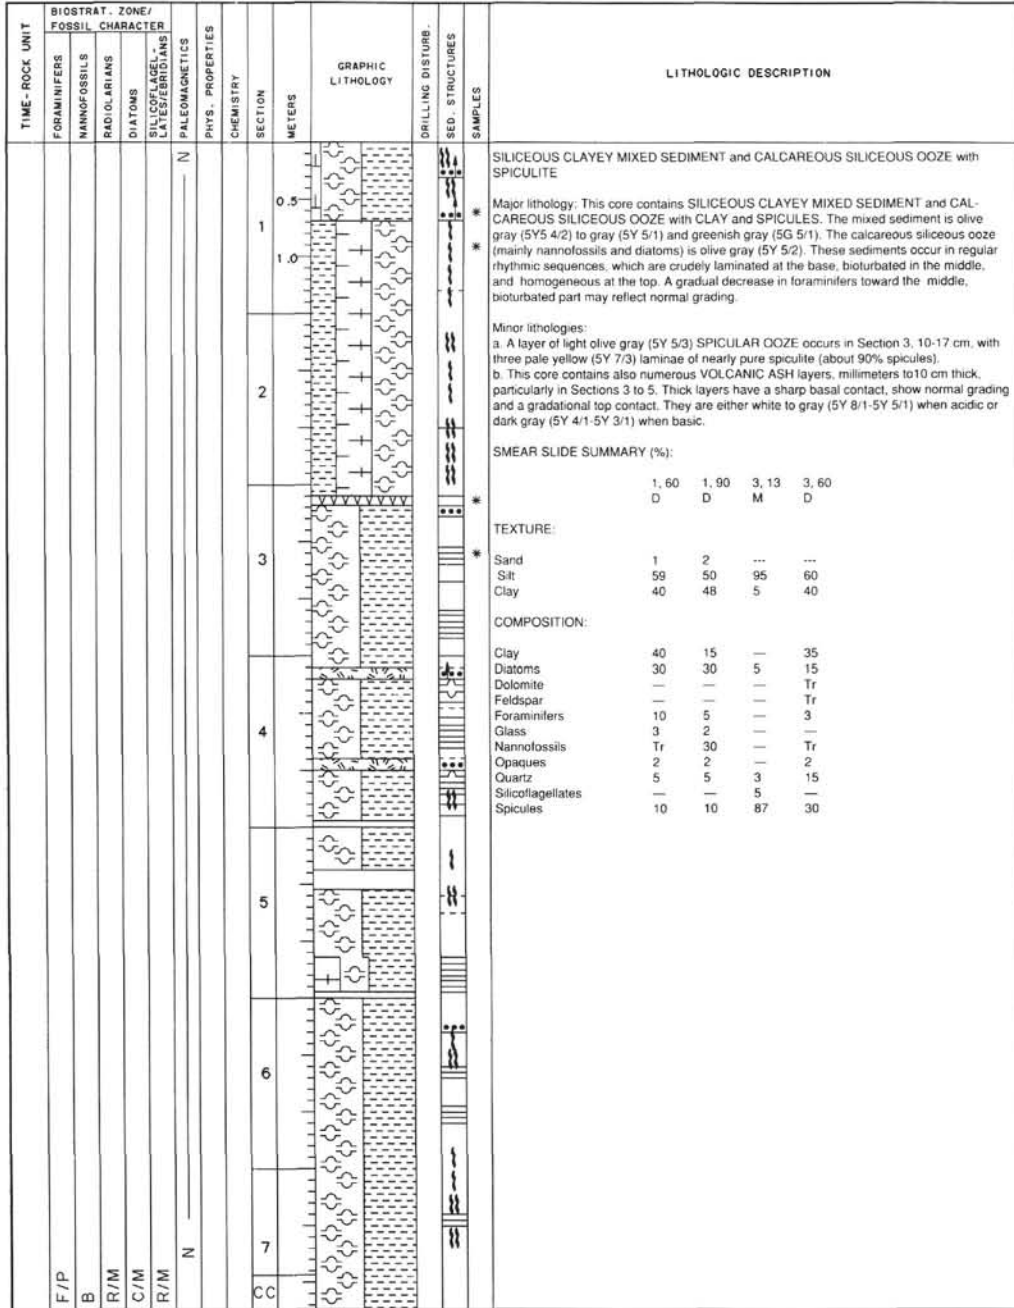 BIOSTRAT. ZONE/
FOSSIL CHARACTER
TIME-ROCK UNIT
FORAMINIFERS
NANNOFOSSILS
RADIOLARIANS
DIATOMS
SILICOFLAGEL-
LATES/EBRIDIANS
PALEOMAGNETICS
PHYS. PROPERTIES
CHEMISTRY
SECTION
METERS
GRAPHIC
LITHOLOGY
DRILLING DISTURB.
SED. STRUCTURES
SAMPLES
LITHOLOGIC DESCRIPTION
N
0.5
1
1.0
2
3
4
5
6
7
CC
F/P
B
R/M
C/M
R/M
N
SILICEOUS CLAYEY MIXED SEDIMENT and CALCAREOUS SILICEOUS OOZE with
SPICULITE
Major lithology: This core contains SILICEOUS CLAYEY MIXED SEDIMENT and CAL-
CAREOUS SILICEOUS OOZE with CLAY and SPICULES. The mixed sediment is olive
gray (5Y5 4/2) to gray (5Y 5/1) and greenish gray (5G 5/1). The calcareous siliceous ooze
(mainly nannofossils and diatoms) is olive gray (5Y 5/2). These sediments occur in regular
rhythmic sequences, which are crudely laminated at the base, bioturbated in the middle,
and homogeneous at the top. A gradual decrease in foraminifers toward the middle,
bioturbated part may reflect normal grading.
Minor lithologies:
a. A layer of light olive gray (5Y 5/3) SPICULAR OOZE occurs in Section 3, 10-17 cm, with
three pale yellow (5Y 7/3) laminae of nearly pure spiculite (about 90% spicules).
b. This core contains also numerous VOLCANIC ASH layers, millimeters to10 cm thick,
particularly in Sections 3 to 5. Thick layers have a sharp basal contact, show normal grading
and a gradational top contact. They are either white to gray (5Y 8/1-5Y 5/1) when acidic or
dark gray (5Y 4/1-5Y 3/1) when basic.
SMEAR SLIDE SUMMARY (%):
1, 60 1, 90 3, 13 3, 60
D D M D
TEXTURE:
Sand 1 2 --- ---
Silt 59 50 95 60
Clay 40 48 5 40
COMPOSITION:
Clay 40 15 — 35
Diatoms 30 30 5 15
Dolomite — — — Tr
Feldspar — — — Tr
Foraminifers 10 5 — 3
Glass 3 2 — —
Nannofossils Tr 30 — Tr
Opaques 2 2 — 2
Quartz 5 5 3 15
Silicoflagellates — — 5 —
Spicules 10 10 87 30